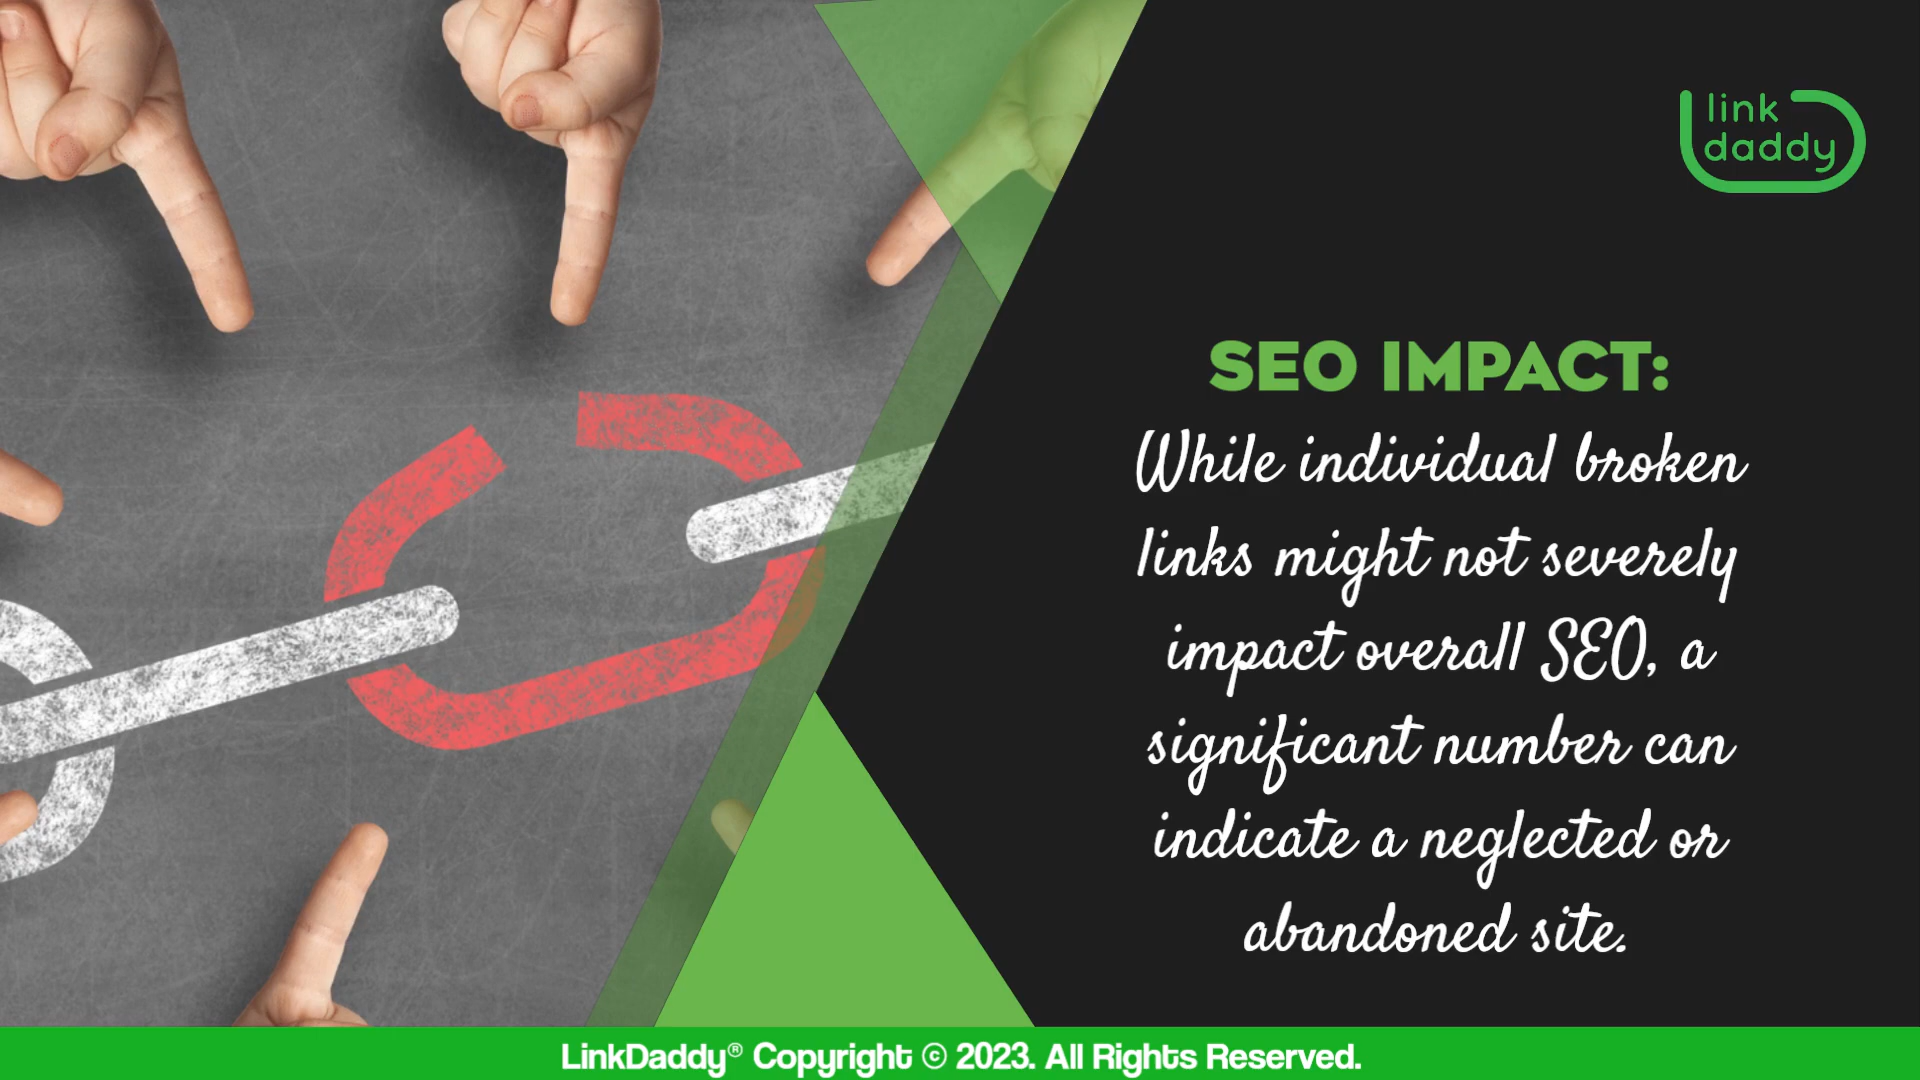 link
daddy
SEO IMPACT:
While individual broken
links might not severely
impact overall SEO, a
significant number can
indicate a neglected or
abandoned site.
LinkDaddy® Copyright © 2023. All Rights Reserved.